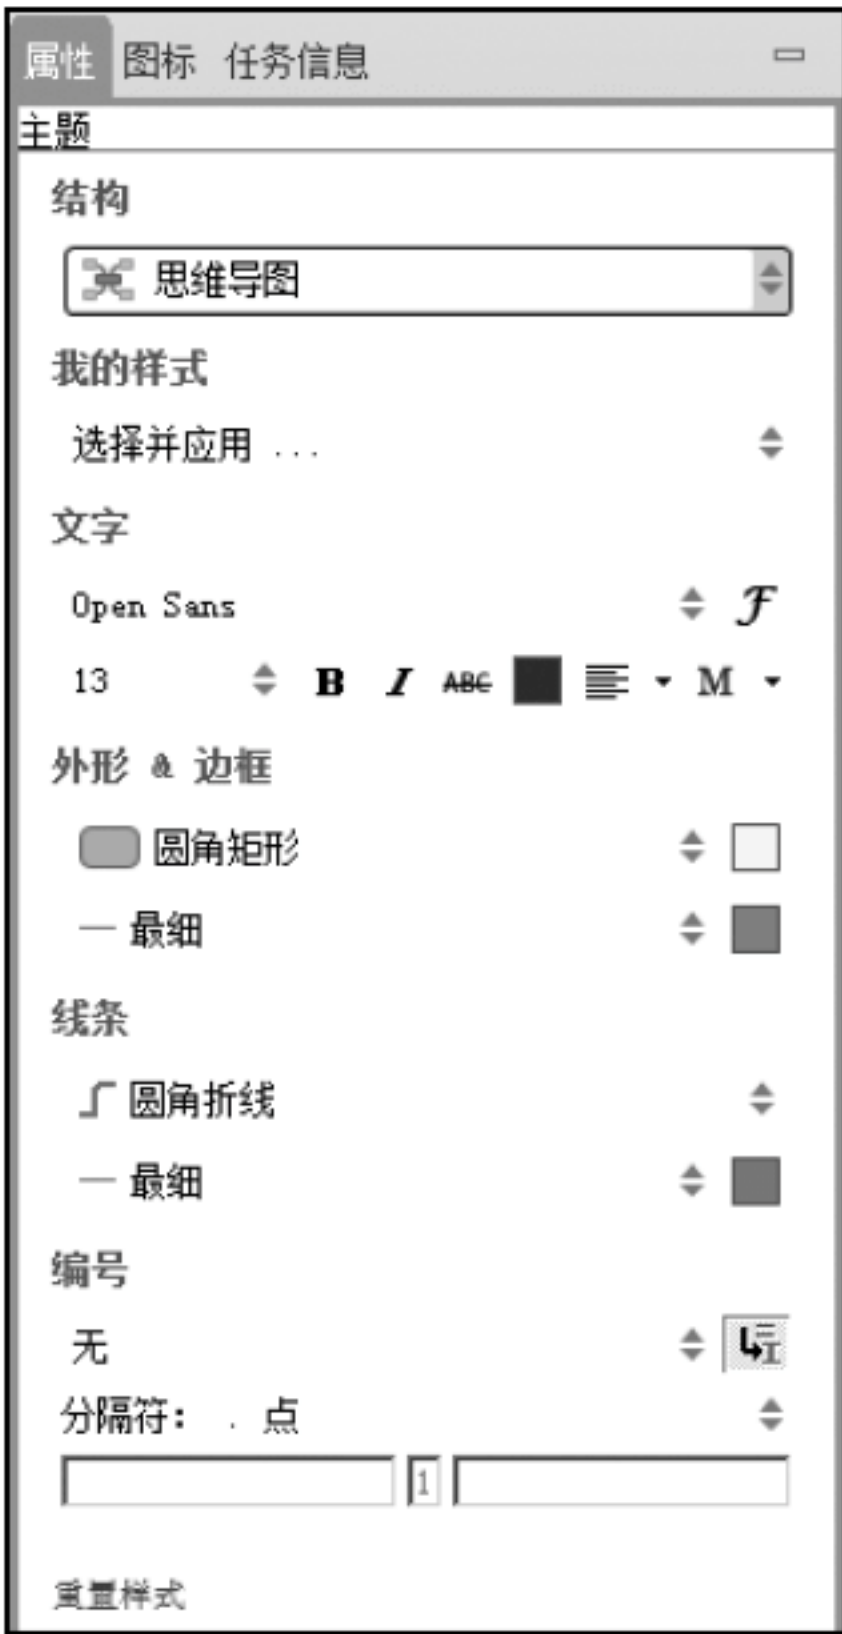 属性 图标 任务信息
主题
结构
思维导图
我的样式
选择并应用 ...
文字
Open Sans F
13 B I ABC M
外形 & 边框
圆角矩形
最细
线条
圆角折线
最细
编号
无
分隔符： . 点
1
重置样式